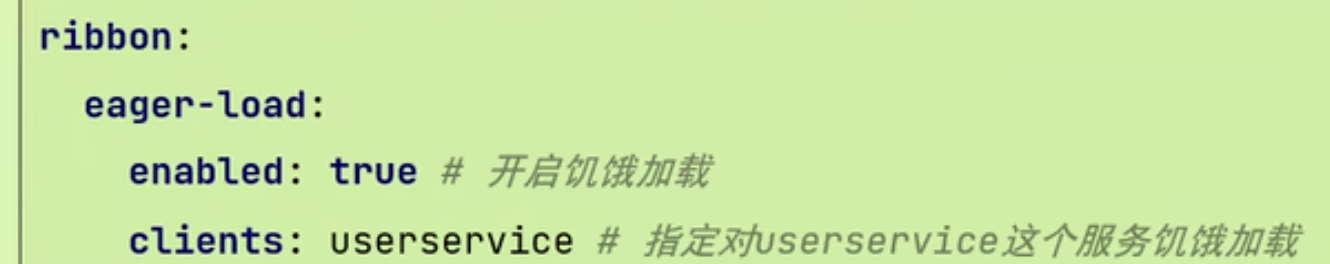 ribbon:
  eager-load:
    enabled: true # 开启饥饿加载
    clients: userservice # 指定对userservice这个服务饥饿加载